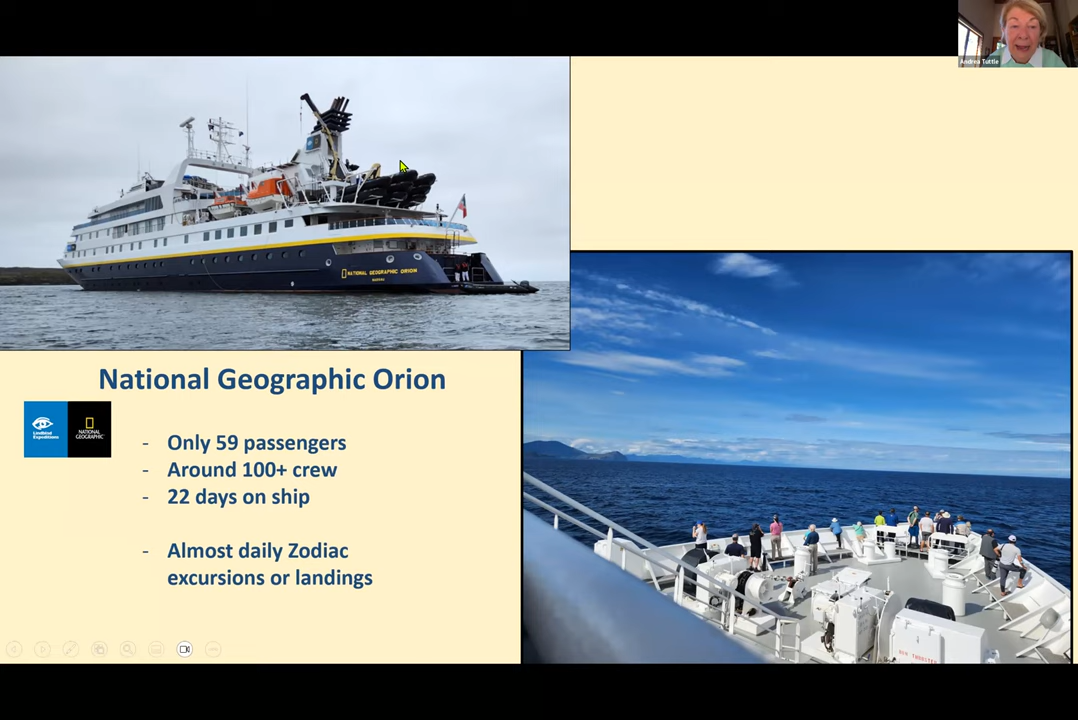 Andrea Tuttle
NATIONAL GEOGRAPHIC ORION
National Geographic Orion
Lindblad
Expeditions
NATIONAL
GEOGRAPHIC
- Only 59 passengers
- Around 100+ crew
- 22 days on ship
- Almost daily Zodiac
excursions or landings